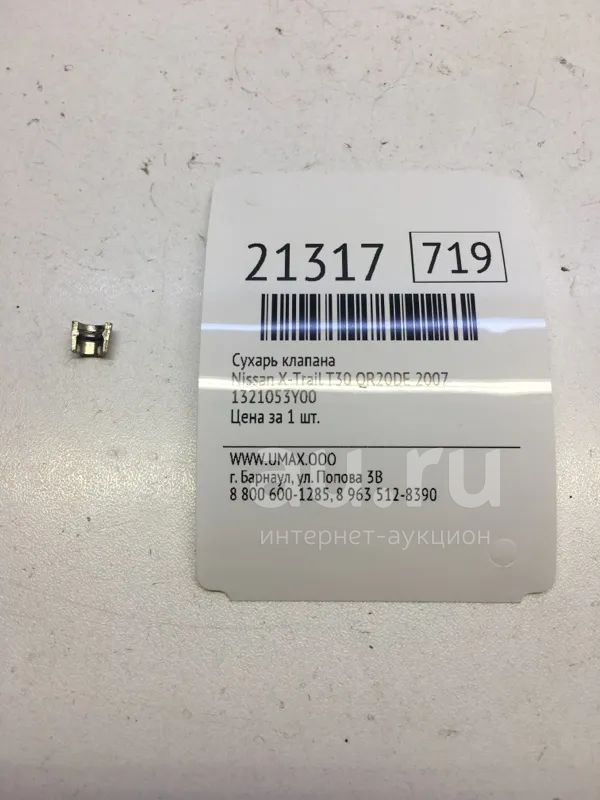 21317 719
Сухарь клапана
Nissan X-Trail T30 QR20DE 2007
1321053Y00
Цена за 1 шт.
WWW.UMAX.OOO
г. Барнаул, ул. Попова 3В
8 800 600-1285, 8 963 512-8390
au.ru
интернет-аукцион